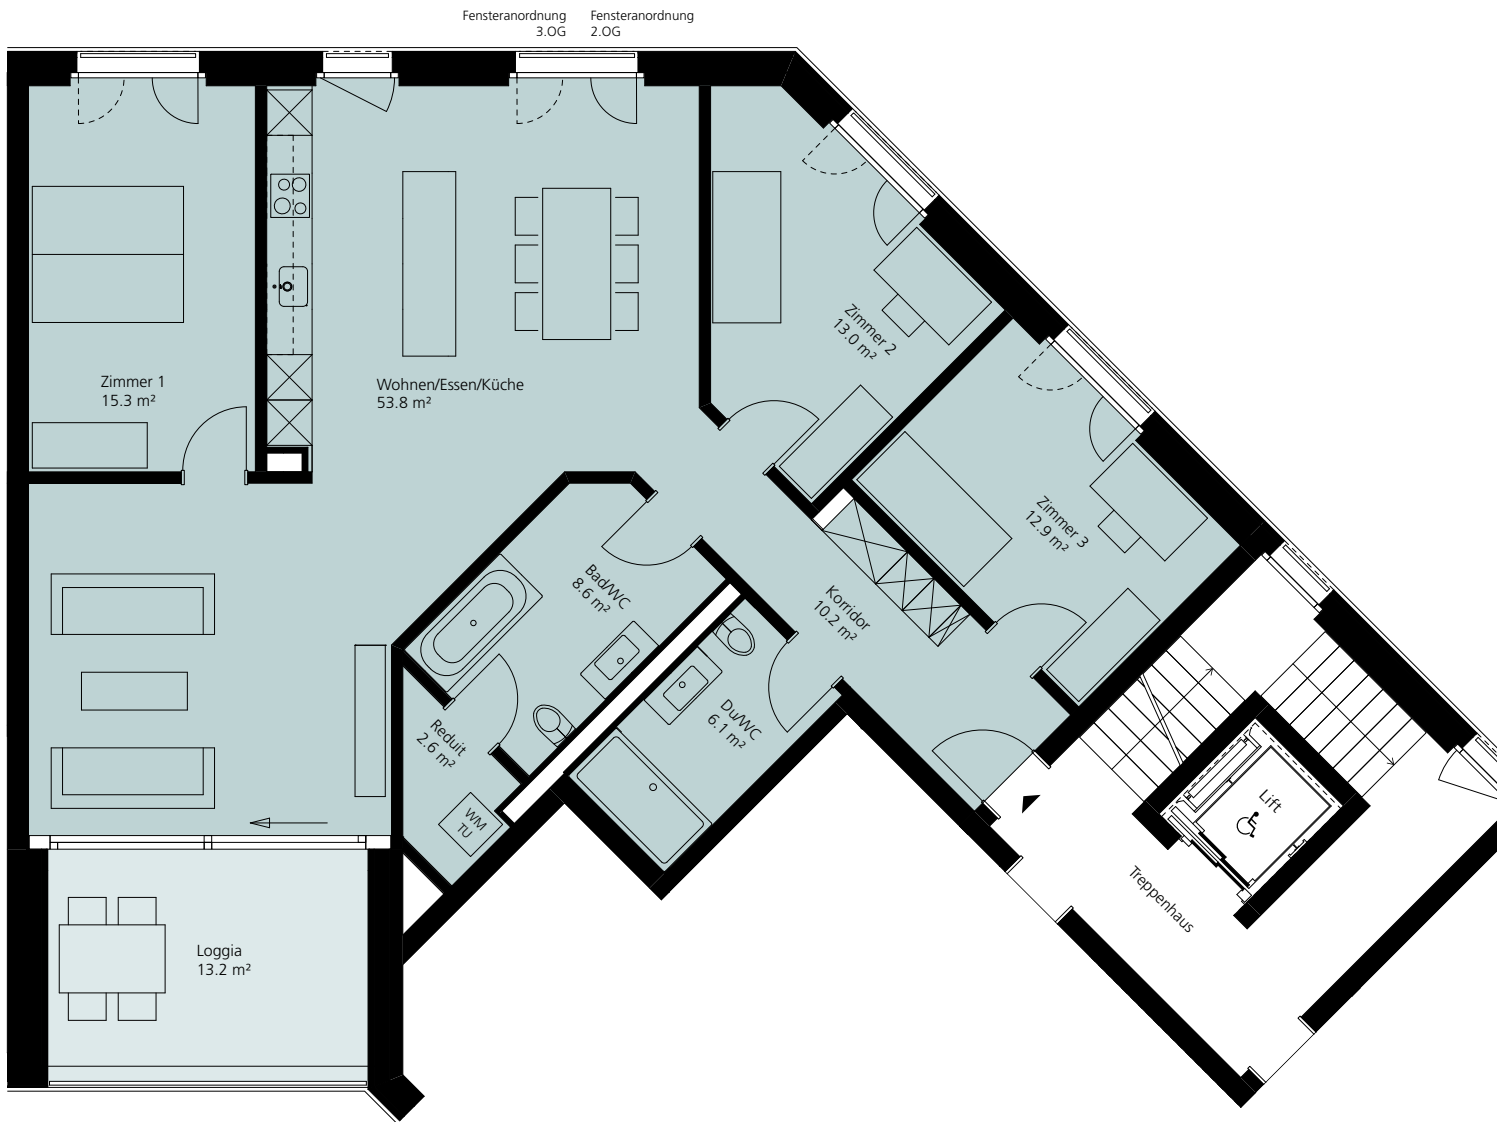 Fensteranordnung
3.OG
Fensteranordnung
2.OG
Zimmer 1
15.3 m²
Wohnen/Essen/Küche
53.8 m²
Zimmer 2
13.0 m²
Zimmer 3
12.9 m²
Bad/WC
8.6 m²
Korridor
10.2 m²
Du/WC
6.1 m²
Reduit
2.6 m²
WM
TU
Lift
Treppenhaus
Loggia
13.2 m²